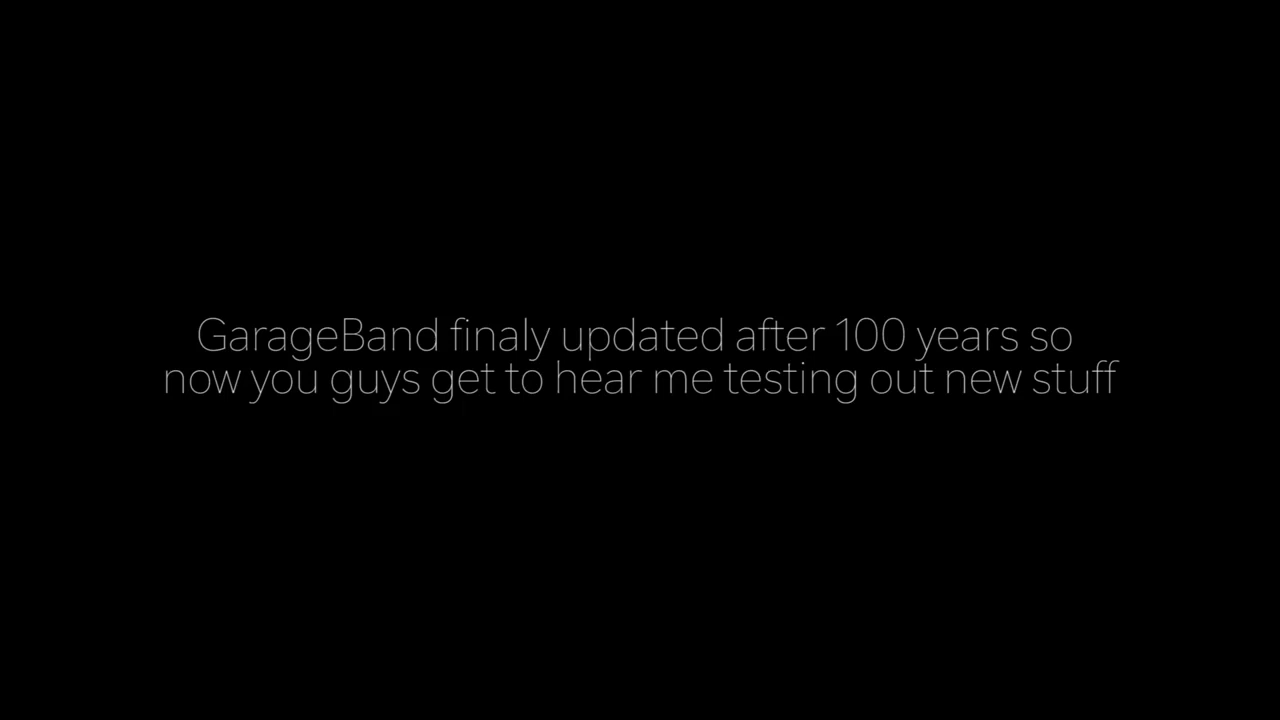 GarageBand finaly updated after 100 years so
now you guys get to hear me testing out new stuff